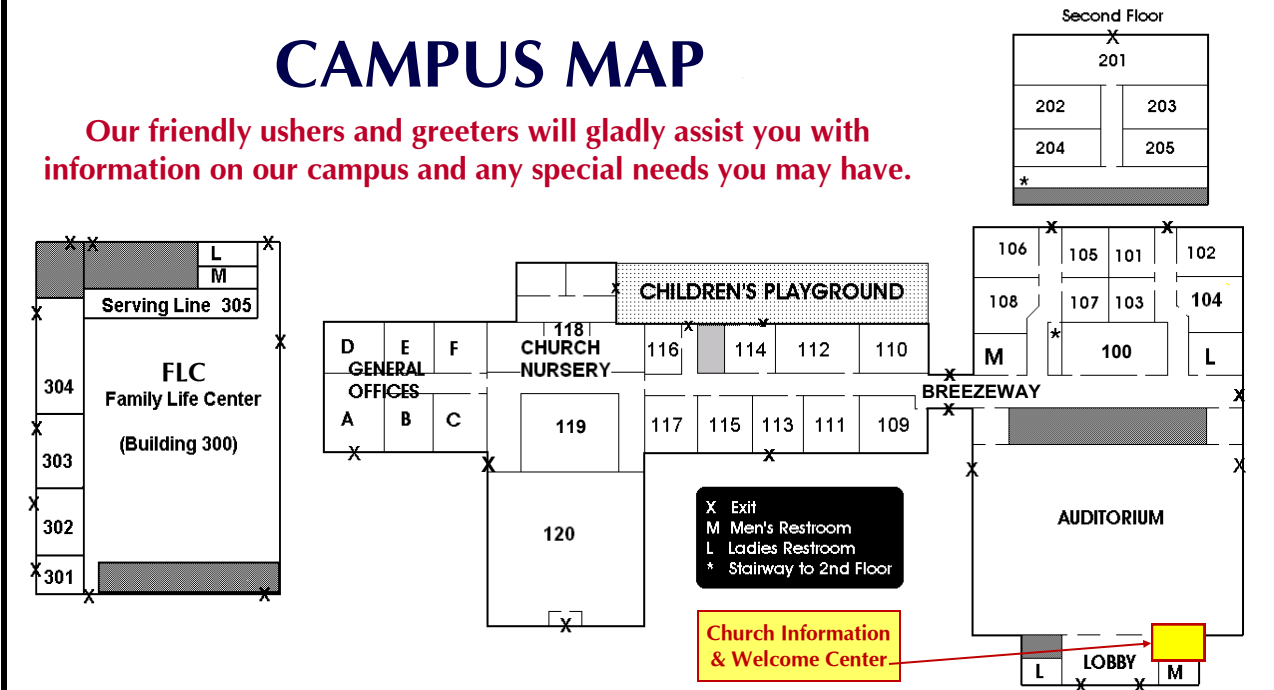 Second Floor
X
CAMPUS MAP
201
Our friendly ushers and greeters will gladly assist you with
information on our campus and any special needs you may have.
202 203
204 205
*
X X X
L
M
Serving Line 305
X
X
FLC
Family Life Center
(Building 300)
304
X
303
X
302
X
301
X X
118
CHURCH
NURSERY
D E F
GENERAL
OFFICES
A B C
X
X
119
120
X
X
CHILDREN'S PLAYGROUND
X X
116 114 112 110
117 115 113 111 109
X
X
BREEZEWAY
X
X X
106 105 101 102
108 107 103 104
*
M 100 L
X
X X
AUDITORIUM
X Exit
M Men's Restroom
L Ladies Restroom
* Stairway to 2nd Floor
Church Information
& Welcome Center
LOBBY
L M
X X